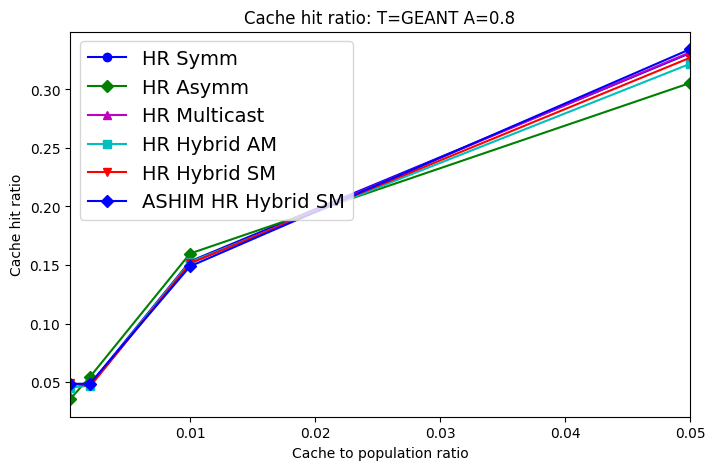 Cache hit ratio: T=GEANT A=0.8
HR Symm
HR Asymm
HR Multicast
HR Hybrid AM
HR Hybrid SM
ASHIM HR Hybrid SM
Cache hit ratio
0.30
0.25
0.20
0.15
0.10
0.05
0.01 0.02 0.03 0.04 0.05
Cache to population ratio